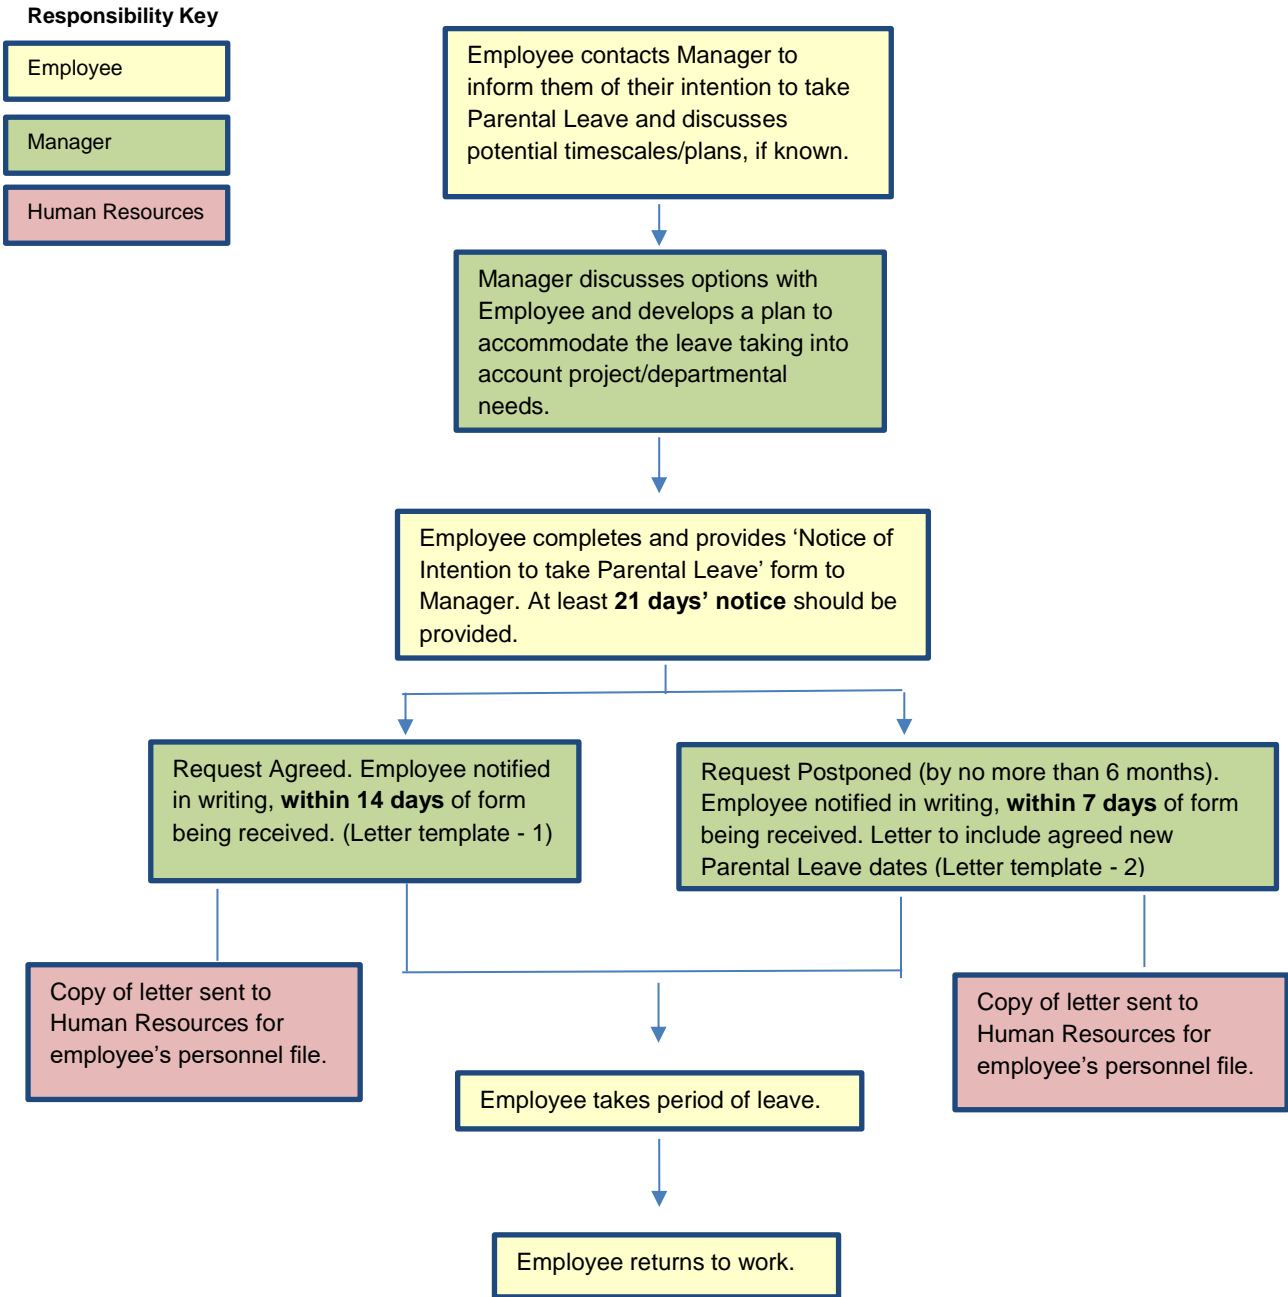 Responsibility Key
Employee
Manager
Human Resources
Employee contacts Manager to
inform them of their intention to take
Parental Leave and discusses
potential timescales/plans, if known.
Manager discusses options with
Employee and develops a plan to
accommodate the leave taking into
account project/departmental
needs.
Employee completes and provides ‘Notice of
Intention to take Parental Leave’ form to
Manager. At least 21 days’ notice should be
provided.
Request Agreed. Employee notified
in writing, within 14 days of form
being received. (Letter template - 1)
Request Postponed (by no more than 6 months).
Employee notified in writing, within 7 days of form
being received. Letter to include agreed new
Parental Leave dates (Letter template - 2)
Copy of letter sent to
Human Resources for
employee’s personnel file.
Copy of letter sent to
Human Resources for
employee’s personnel file.
Employee takes period of leave.
Employee returns to work.